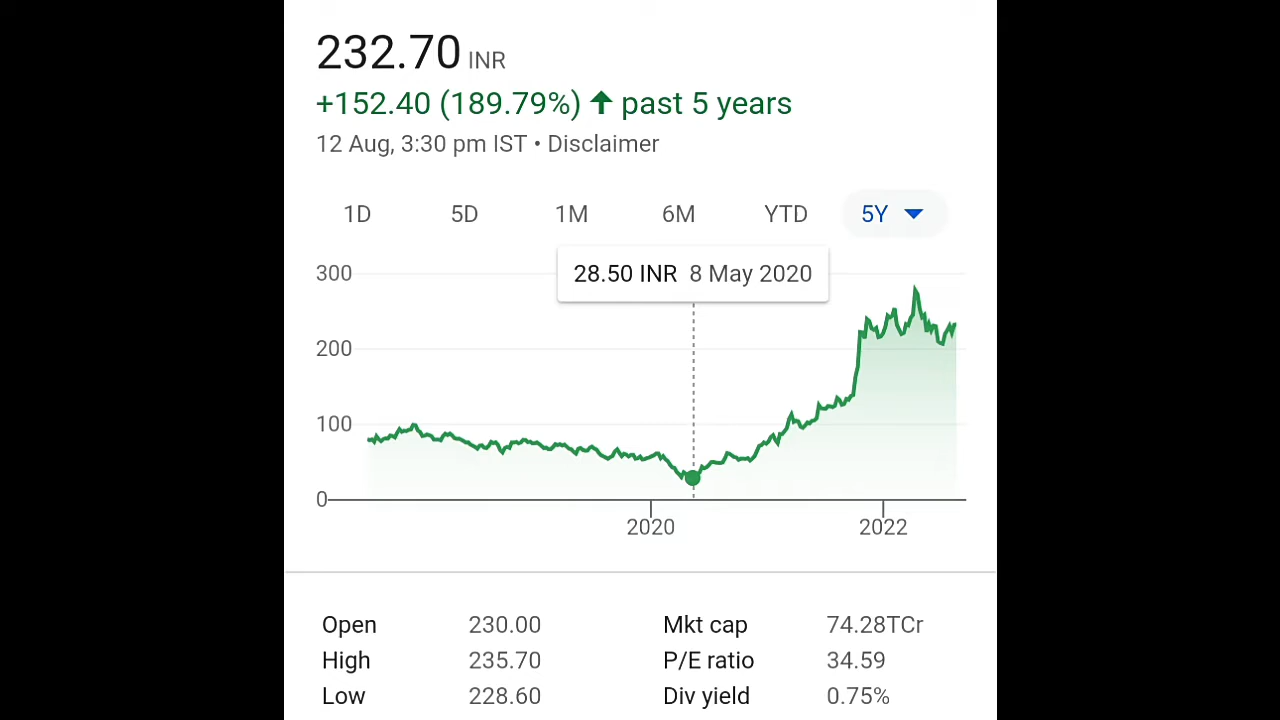 232.70 INR
+152.40 (189.79%) ↑ past 5 years
12 Aug, 3:30 pm IST • Disclaimer
1D 5D 1M 6M YTD 5Y
28.50 INR 8 May 2020
300
200
100
0
2020 2022
Open 230.00 Mkt cap 74.28TCr
High 235.70 P/E ratio 34.59
Low 228.60 Div yield 0.75%